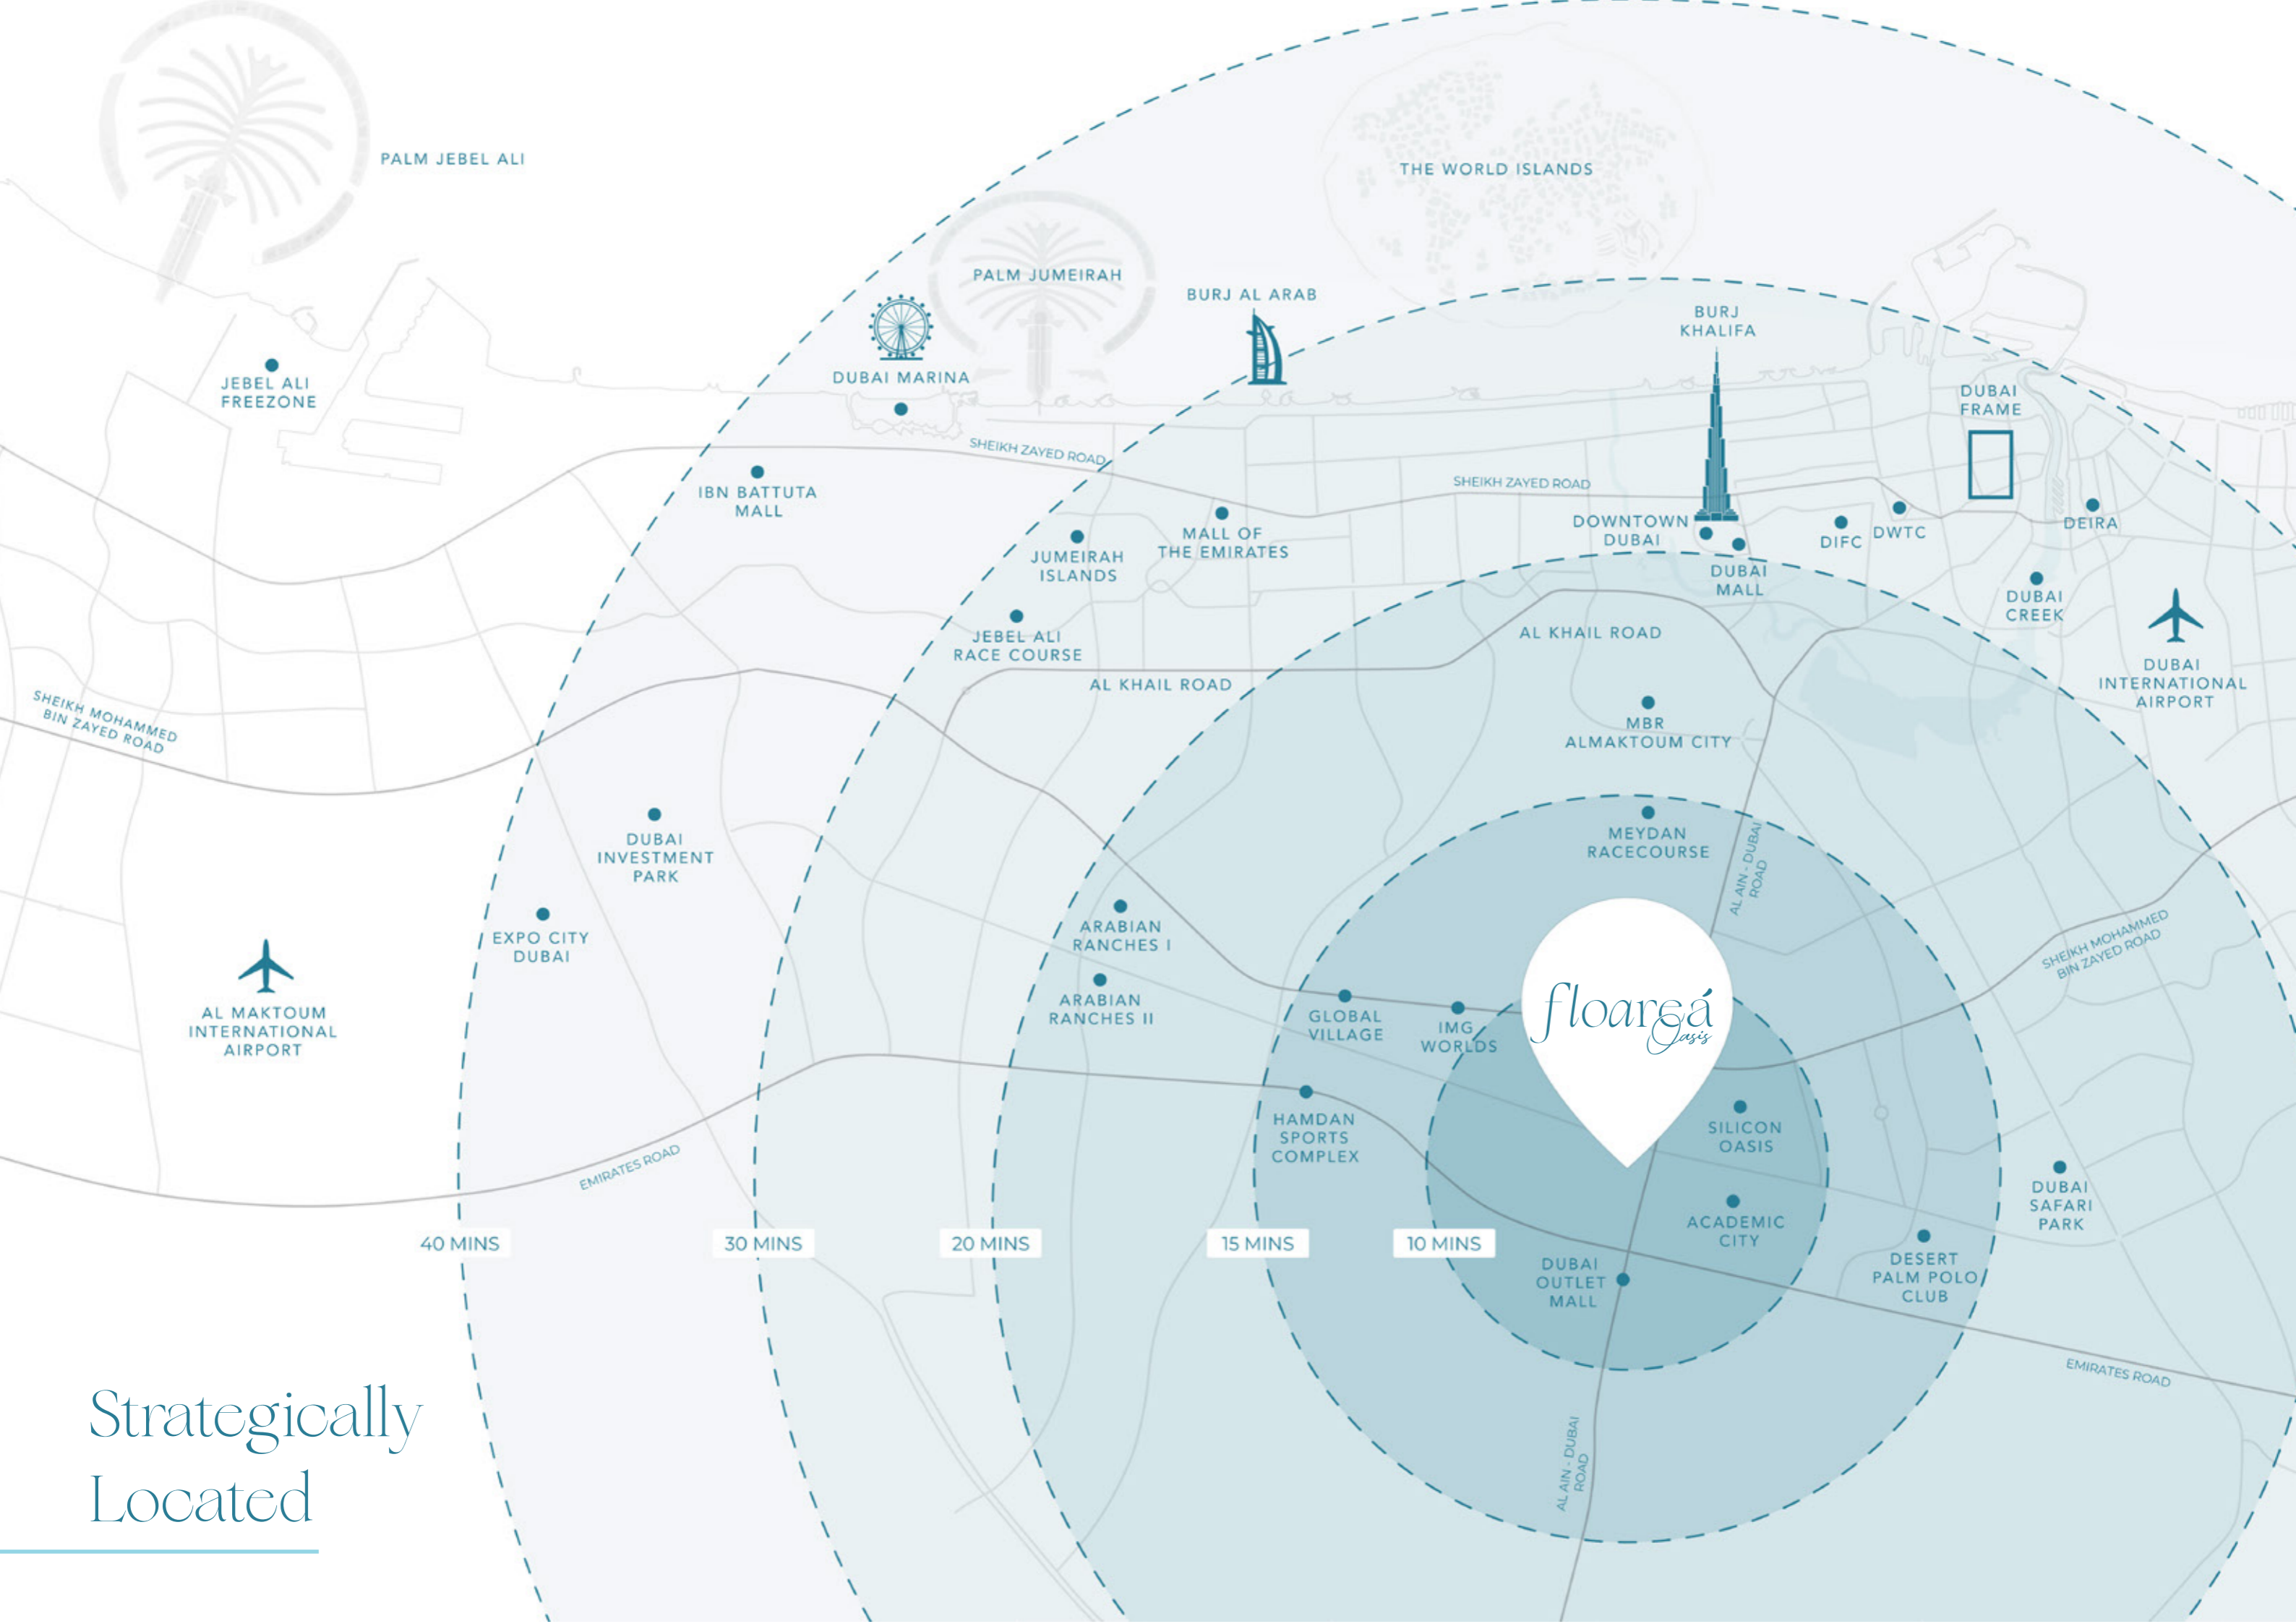 PALM JEBEL ALI
THE WORLD ISLANDS
PALM JUMEIRAH
BURJ AL ARAB
BURJ
KHALIFA
DUBAI MARINA
JEBEL ALI
FREEZONE
DUBAI
FRAME
SHEIKH ZAYED ROAD
SHEIKH ZAYED ROAD
IBN BATTUTA
MALL
JUMEIRAH
ISLANDS
MALL OF
THE EMIRATES
DOWNTOWN
DUBAI
DUBAI
MALL
DIFC
DWTC
DEIRA
DUBAI
CREEK
JEBEL ALI
RACE COURSE
AL KHAIL ROAD
AL KHAIL ROAD
DUBAI
INTERNATIONAL
AIRPORT
SHEIKH MOHAMMED
BIN ZAYED ROAD
MBR
ALMAKTOUM CITY
DUBAI
INVESTMENT
PARK
MEYDAN
RACECOURSE
AL AIN - DUBAI
ROAD
EXPO CITY
DUBAI
ARABIAN
RANCHES I
ARABIAN
RANCHES II
SHEIKH MOHAMMED
BIN ZAYED ROAD
AL MAKTOUM
INTERNATIONAL
AIRPORT
GLOBAL
VILLAGE
IMG
WORLDS
floareá
Oasis
HAMDAN
SPORTS
COMPLEX
SILICON
OASIS
EMIRATES ROAD
ACADEMIC
CITY
DUBAI
SAFARI
PARK
40 MINS
30 MINS
20 MINS
15 MINS
10 MINS
DUBAI
OUTLET
MALL
DESERT
PALM POLO
CLUB
EMIRATES ROAD
AL AIN - DUBAI
ROAD
Strategically
Located